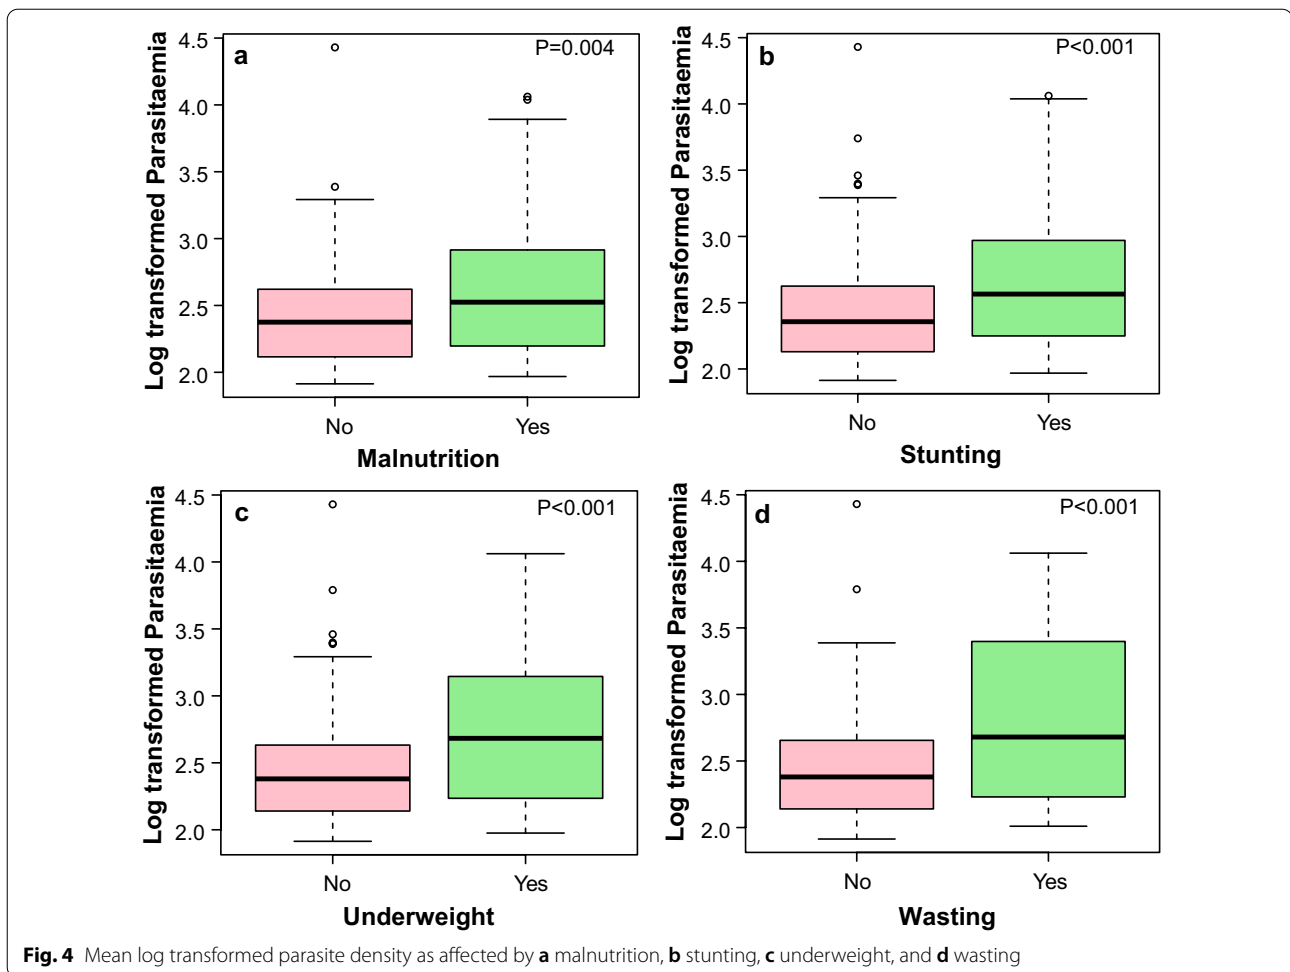 a
P=0.004
Log transformed Parasitaemia
4.5
4.0
3.5
3.0
2.5
2.0
No Yes
Malnutrition
b
P<0.001
Log transformed Parasitaemia
4.5
4.0
3.5
3.0
2.5
2.0
No Yes
Stunting
c
P<0.001
Log transformed Parasitaemia
4.5
4.0
3.5
3.0
2.5
2.0
No Yes
Underweight
d
P<0.001
Log transformed Parasitaemia
4.5
4.0
3.5
3.0
2.5
2.0
No Yes
Wasting
Fig. 4 Mean log transformed parasite density as affected by a malnutrition, b stunting, c underweight, and d wasting